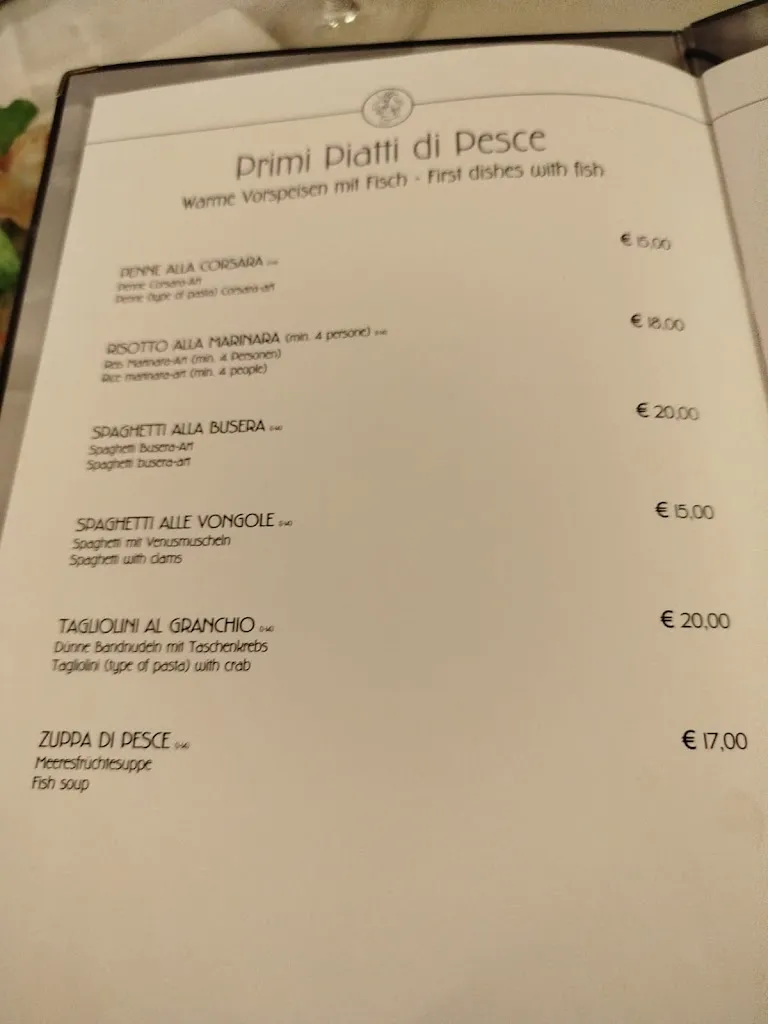 Primi Piatti di Pesce
Warme Vorspeisen mit Fisch - First dishes with fish
PENNE ALLA CORSARA € 15,00
Penne Corsara-Art
Penne (type of pasta) Corsara-art
RISOTTO ALLA MARINARA (min. 4 persone) € 18,00
Reis Marinara-Art (min. 4 Personen)
Rice marinara-art (min. 4 people)
SPAGHETTI ALLA BUSERA € 20,00
Spaghetti Busera-Art
Spaghetti busera-art
SPAGHETTI ALLE VONGOLE € 15,00
Spaghetti mit Venusmuscheln
Spaghetti with clams
TAGLIOLINI AL GRANCHIO € 20,00
Dünne Bandnudeln mit Taschenkrebs
Tagliolini (type of pasta) with crab
ZUPPA DI PESCE € 17,00
Meeresfrüchtesuppe
Fish soup